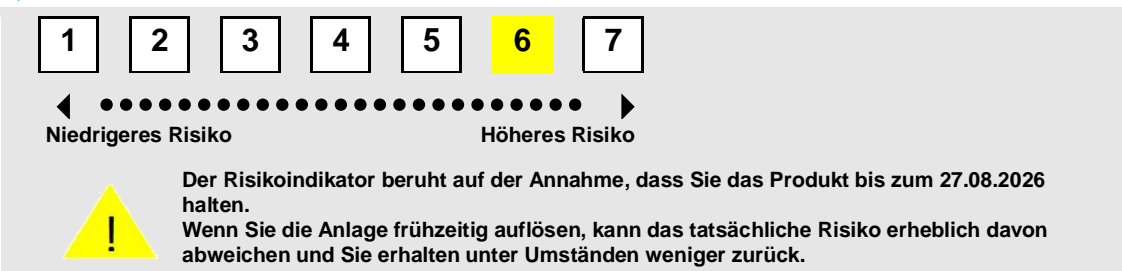 1 2 3 4 5 6 7
Niedrigeres Risiko Höheres Risiko
Der Risikoindikator beruht auf der Annahme, dass Sie das Produkt bis zum 27.08.2026
halten.
Wenn Sie die Anlage frühzeitig auflösen, kann das tatsächliche Risiko erheblich davon
abweichen und Sie erhalten unter Umständen weniger zurück.
!